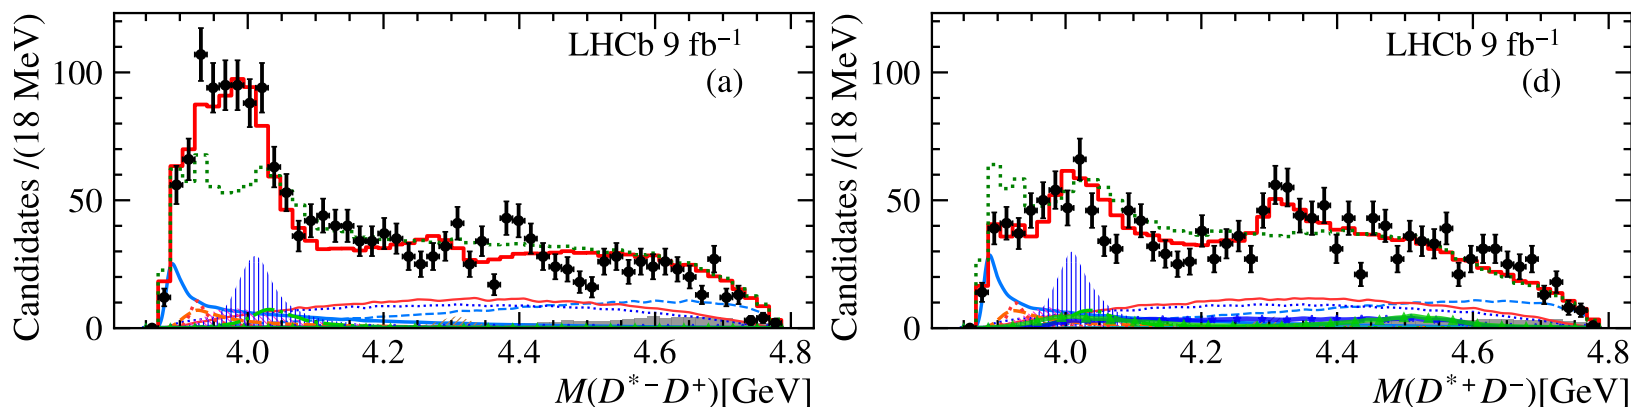 LHCb 9 fb⁻¹
(a)
Candidates /(18 MeV)
100
50
0
4.0 4.2 4.4 4.6 4.8
M(D*⁻D⁺)[GeV]
LHCb 9 fb⁻¹
(d)
Candidates /(18 MeV)
100
50
0
4.0 4.2 4.4 4.6 4.8
M(D*⁺D⁻)[GeV]